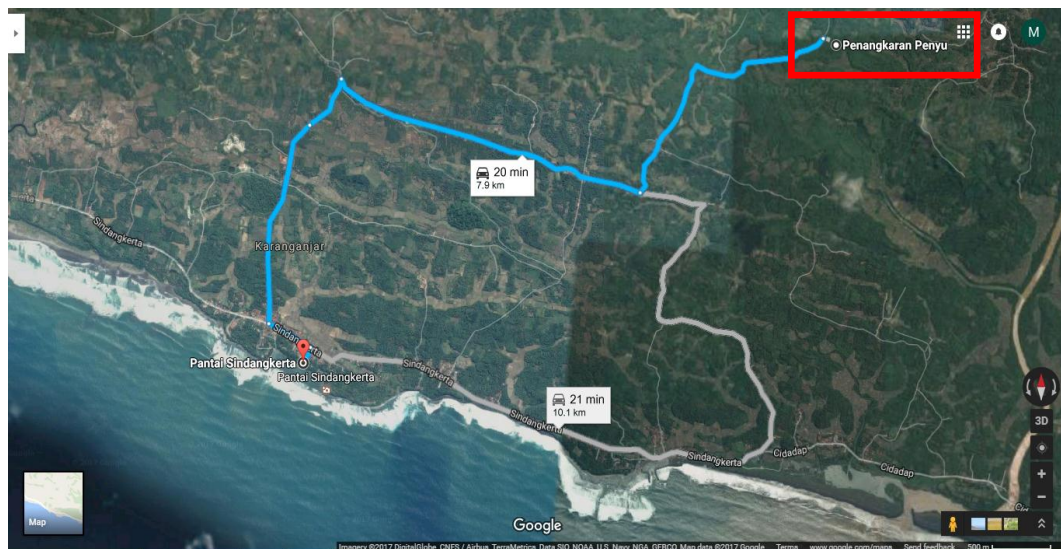 M
Penangkaran Penyu
20 min
7.9 km
Sindangkerta
Karanganjar
Sindangkerta
Pantai Sindangkerta
Pantai Sindangkerta
Sindangkerta
21 min
10.1 km
Sindangkerta
Sindangkerta
Cidadap
Cidadap
3D
Map
Google
Imagery ©2017 DigitalGlobe, CNES / Airbus, TerraMetrica, Data SIO, NOAA, U.S. Navy, NGA, GEBCO, Map data ©2017 Google Terms www.google.com/maps Send feedback 500 m